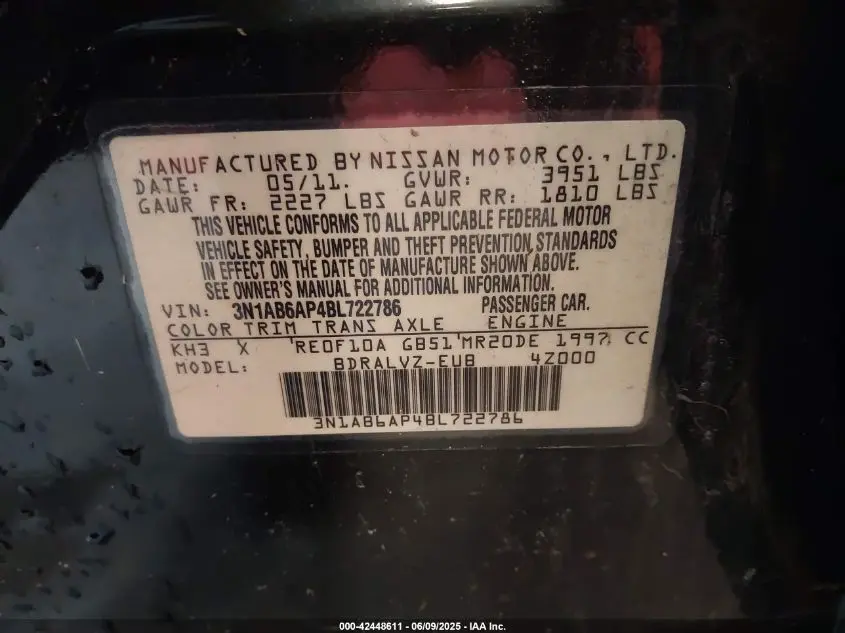 MANUFACTURED BY NISSAN MOTOR CO., LTD.
DATE: 05/11. GVWR: 3951 LBS
GAWR FR: 2227 LBS GAWR RR: 1810 LBS
THIS VEHICLE CONFORMS TO ALL APPLICABLE FEDERAL MOTOR
VEHICLE SAFETY, BUMPER AND THEFT PREVENTION STANDARDS
IN EFFECT ON THE DATE OF MANUFACTURE SHOWN ABOVE.
SEE OWNER'S MANUAL FOR ADDITIONAL INFORMATION.
VIN: 3N1AB6AP4BL722786 PASSENGER CAR.
COLOR TRIM TRANS AXLE ENGINE
KH3 X RE0F10A GB51 MR20DE 1997 CC
MODEL: BDRALVZ-EUB 4Z000
3N1AB6AP4BL722786
000-42448611 - 06/09/2025 - IAA Inc.